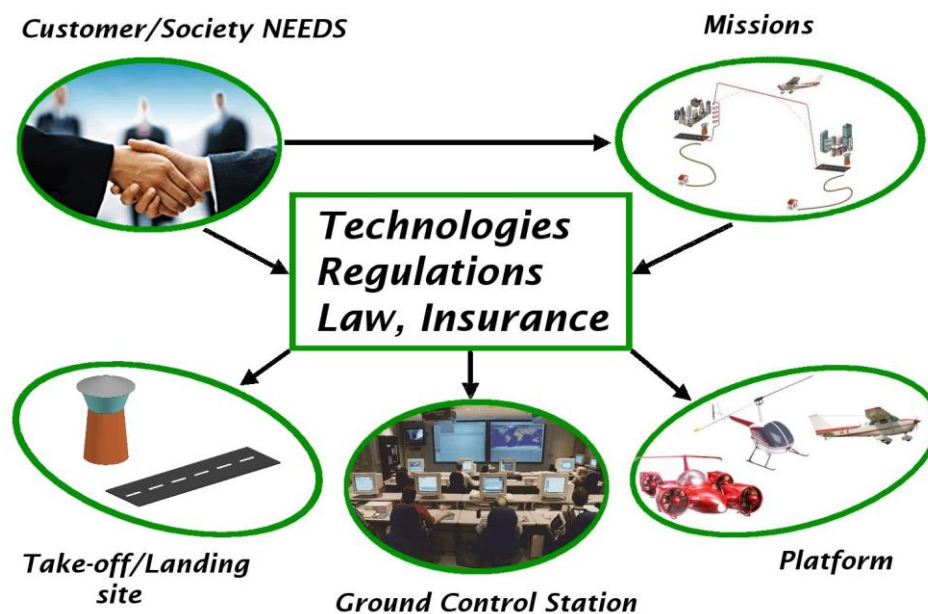 Customer/Society NEEDS
Missions
Technologies
Regulations
Law, Insurance
Take-off/Landing
site
Ground Control Station
Platform